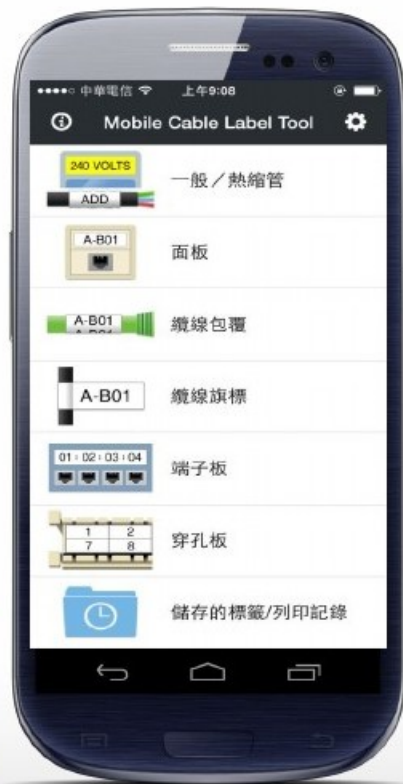 中華電信 上午9:08
Mobile Cable Label Tool
240 VOLTS
ADD
一般／熱縮管
A-B01
面板
A-B01
纜線包覆
A-B01
纜線旗標
01 02 03 04
端子板
1 2
7 8
穿孔板
儲存的標籤/列印記錄